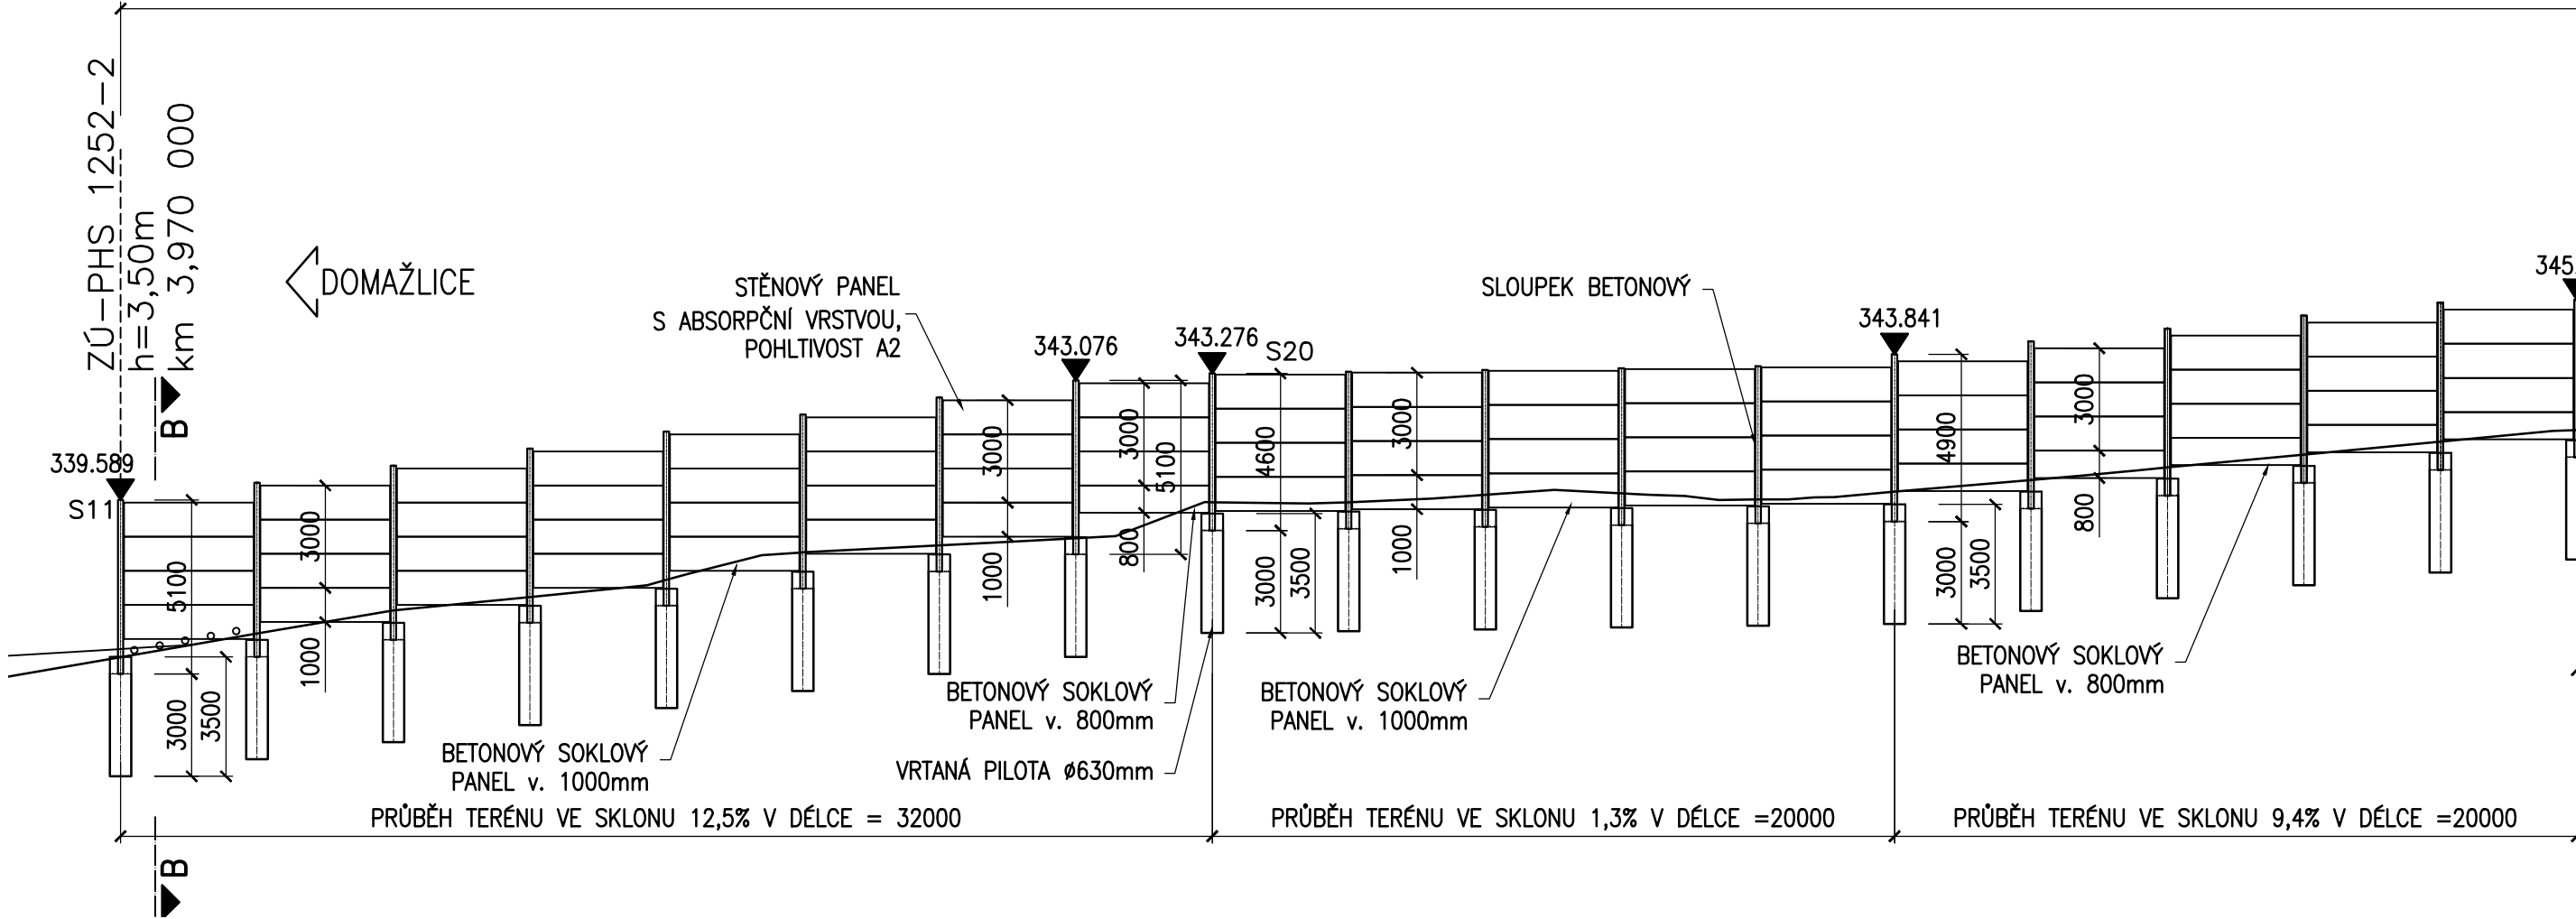 ZÚ-PHS 1252-2
h=3,50m
km 3,970 000
B
DOMAŽLICE
STĚNOVÝ PANEL
S ABSORPČNÍ VRSTVOU,
POHLTIVOST A2
SLOUPEK BETONOVÝ
339.589
343.076
343.276
S20
343.841
345.
S11
5100
3000
3500
3000
1000
3000
1000
3000
800
5100
4600
3000
3500
3000
1000
4900
3000
3500
3000
800
BETONOVÝ SOKLOVÝ
PANEL v. 1000mm
BETONOVÝ SOKLOVÝ
PANEL v. 800mm
VRTANÁ PILOTA ø630mm
BETONOVÝ SOKLOVÝ
PANEL v. 1000mm
BETONOVÝ SOKLOVÝ
PANEL v. 800mm
PRŮBĚH TERÉNU VE SKLONU 12,5% V DÉLCE = 32000
PRŮBĚH TERÉNU VE SKLONU 1,3% V DÉLCE =20000
PRŮBĚH TERÉNU VE SKLONU 9,4% V DÉLCE =20000
B